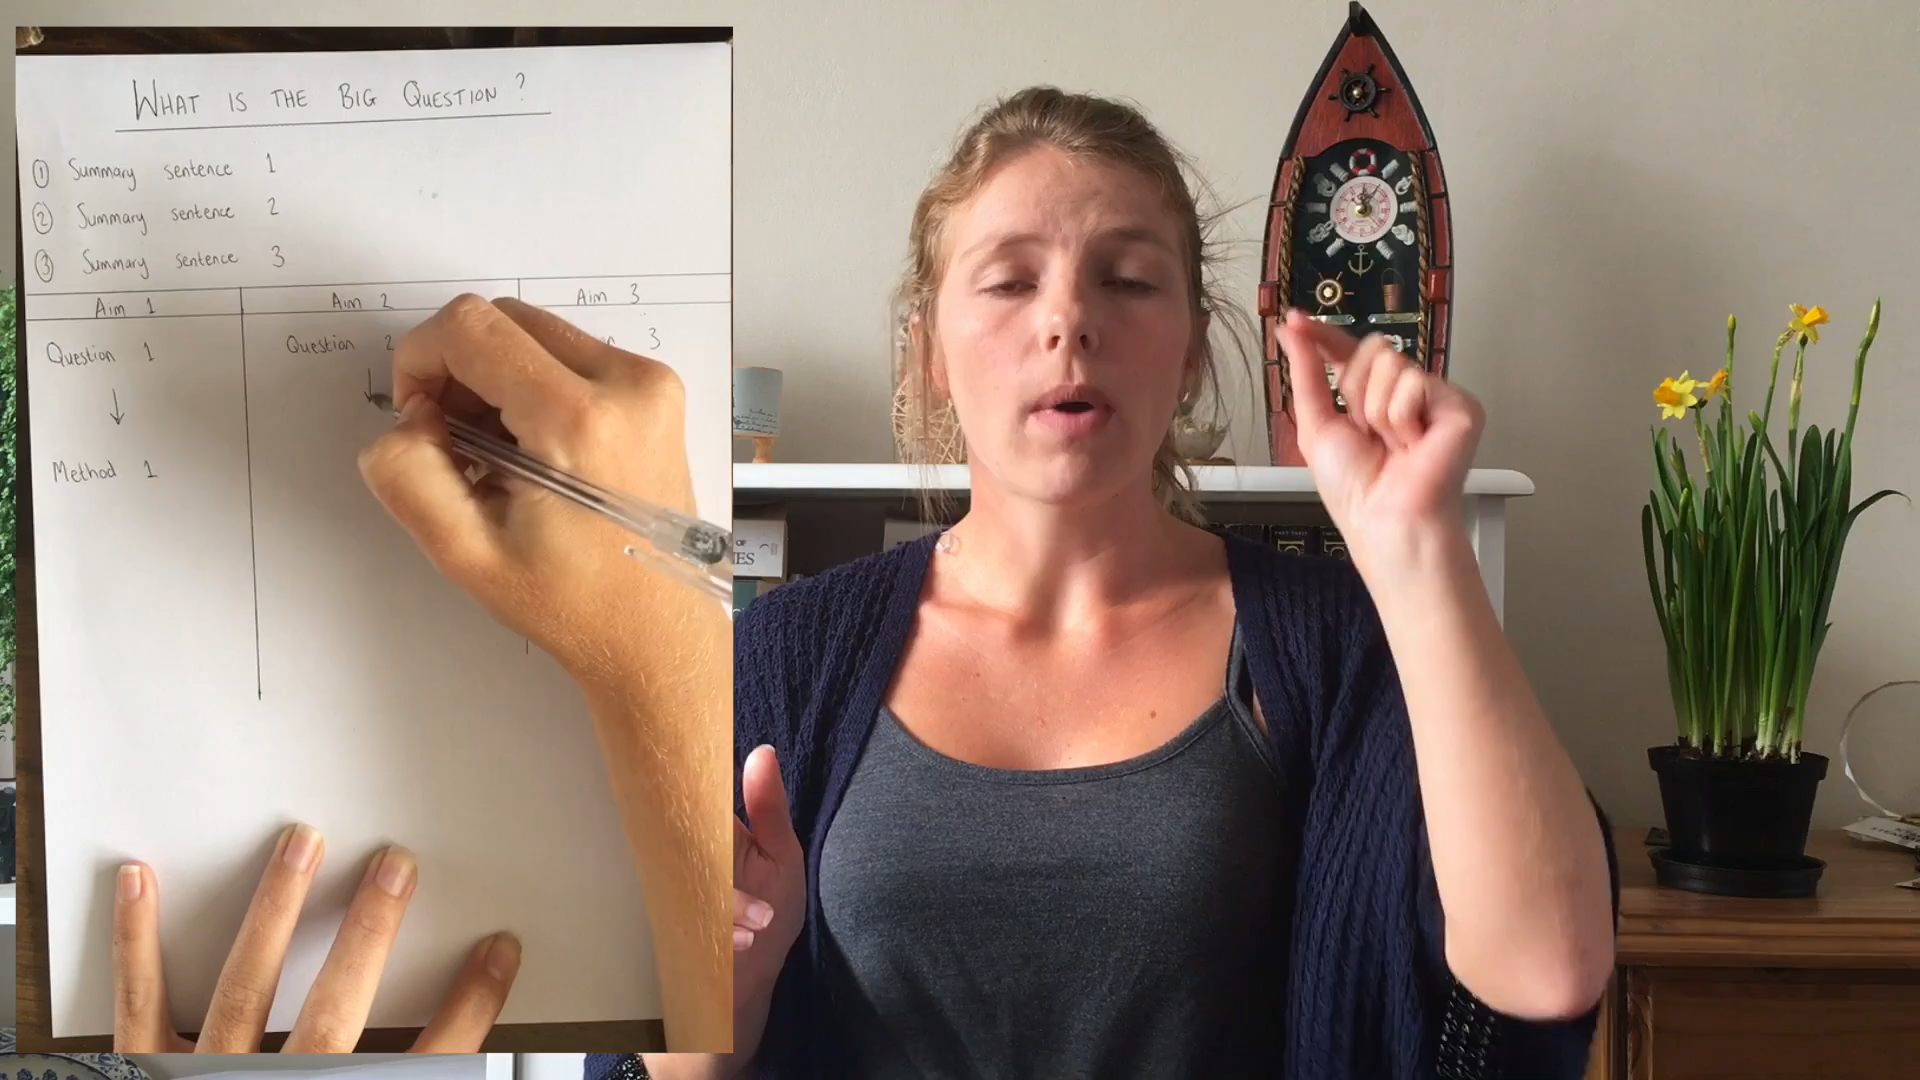 WHAT IS THE BIG QUESTION?
① Summary sentence 1
② Summary sentence 2
③ Summary sentence 3
Aim 1 Aim 2 Aim 3
Question 1 Question 2 3
Method 1